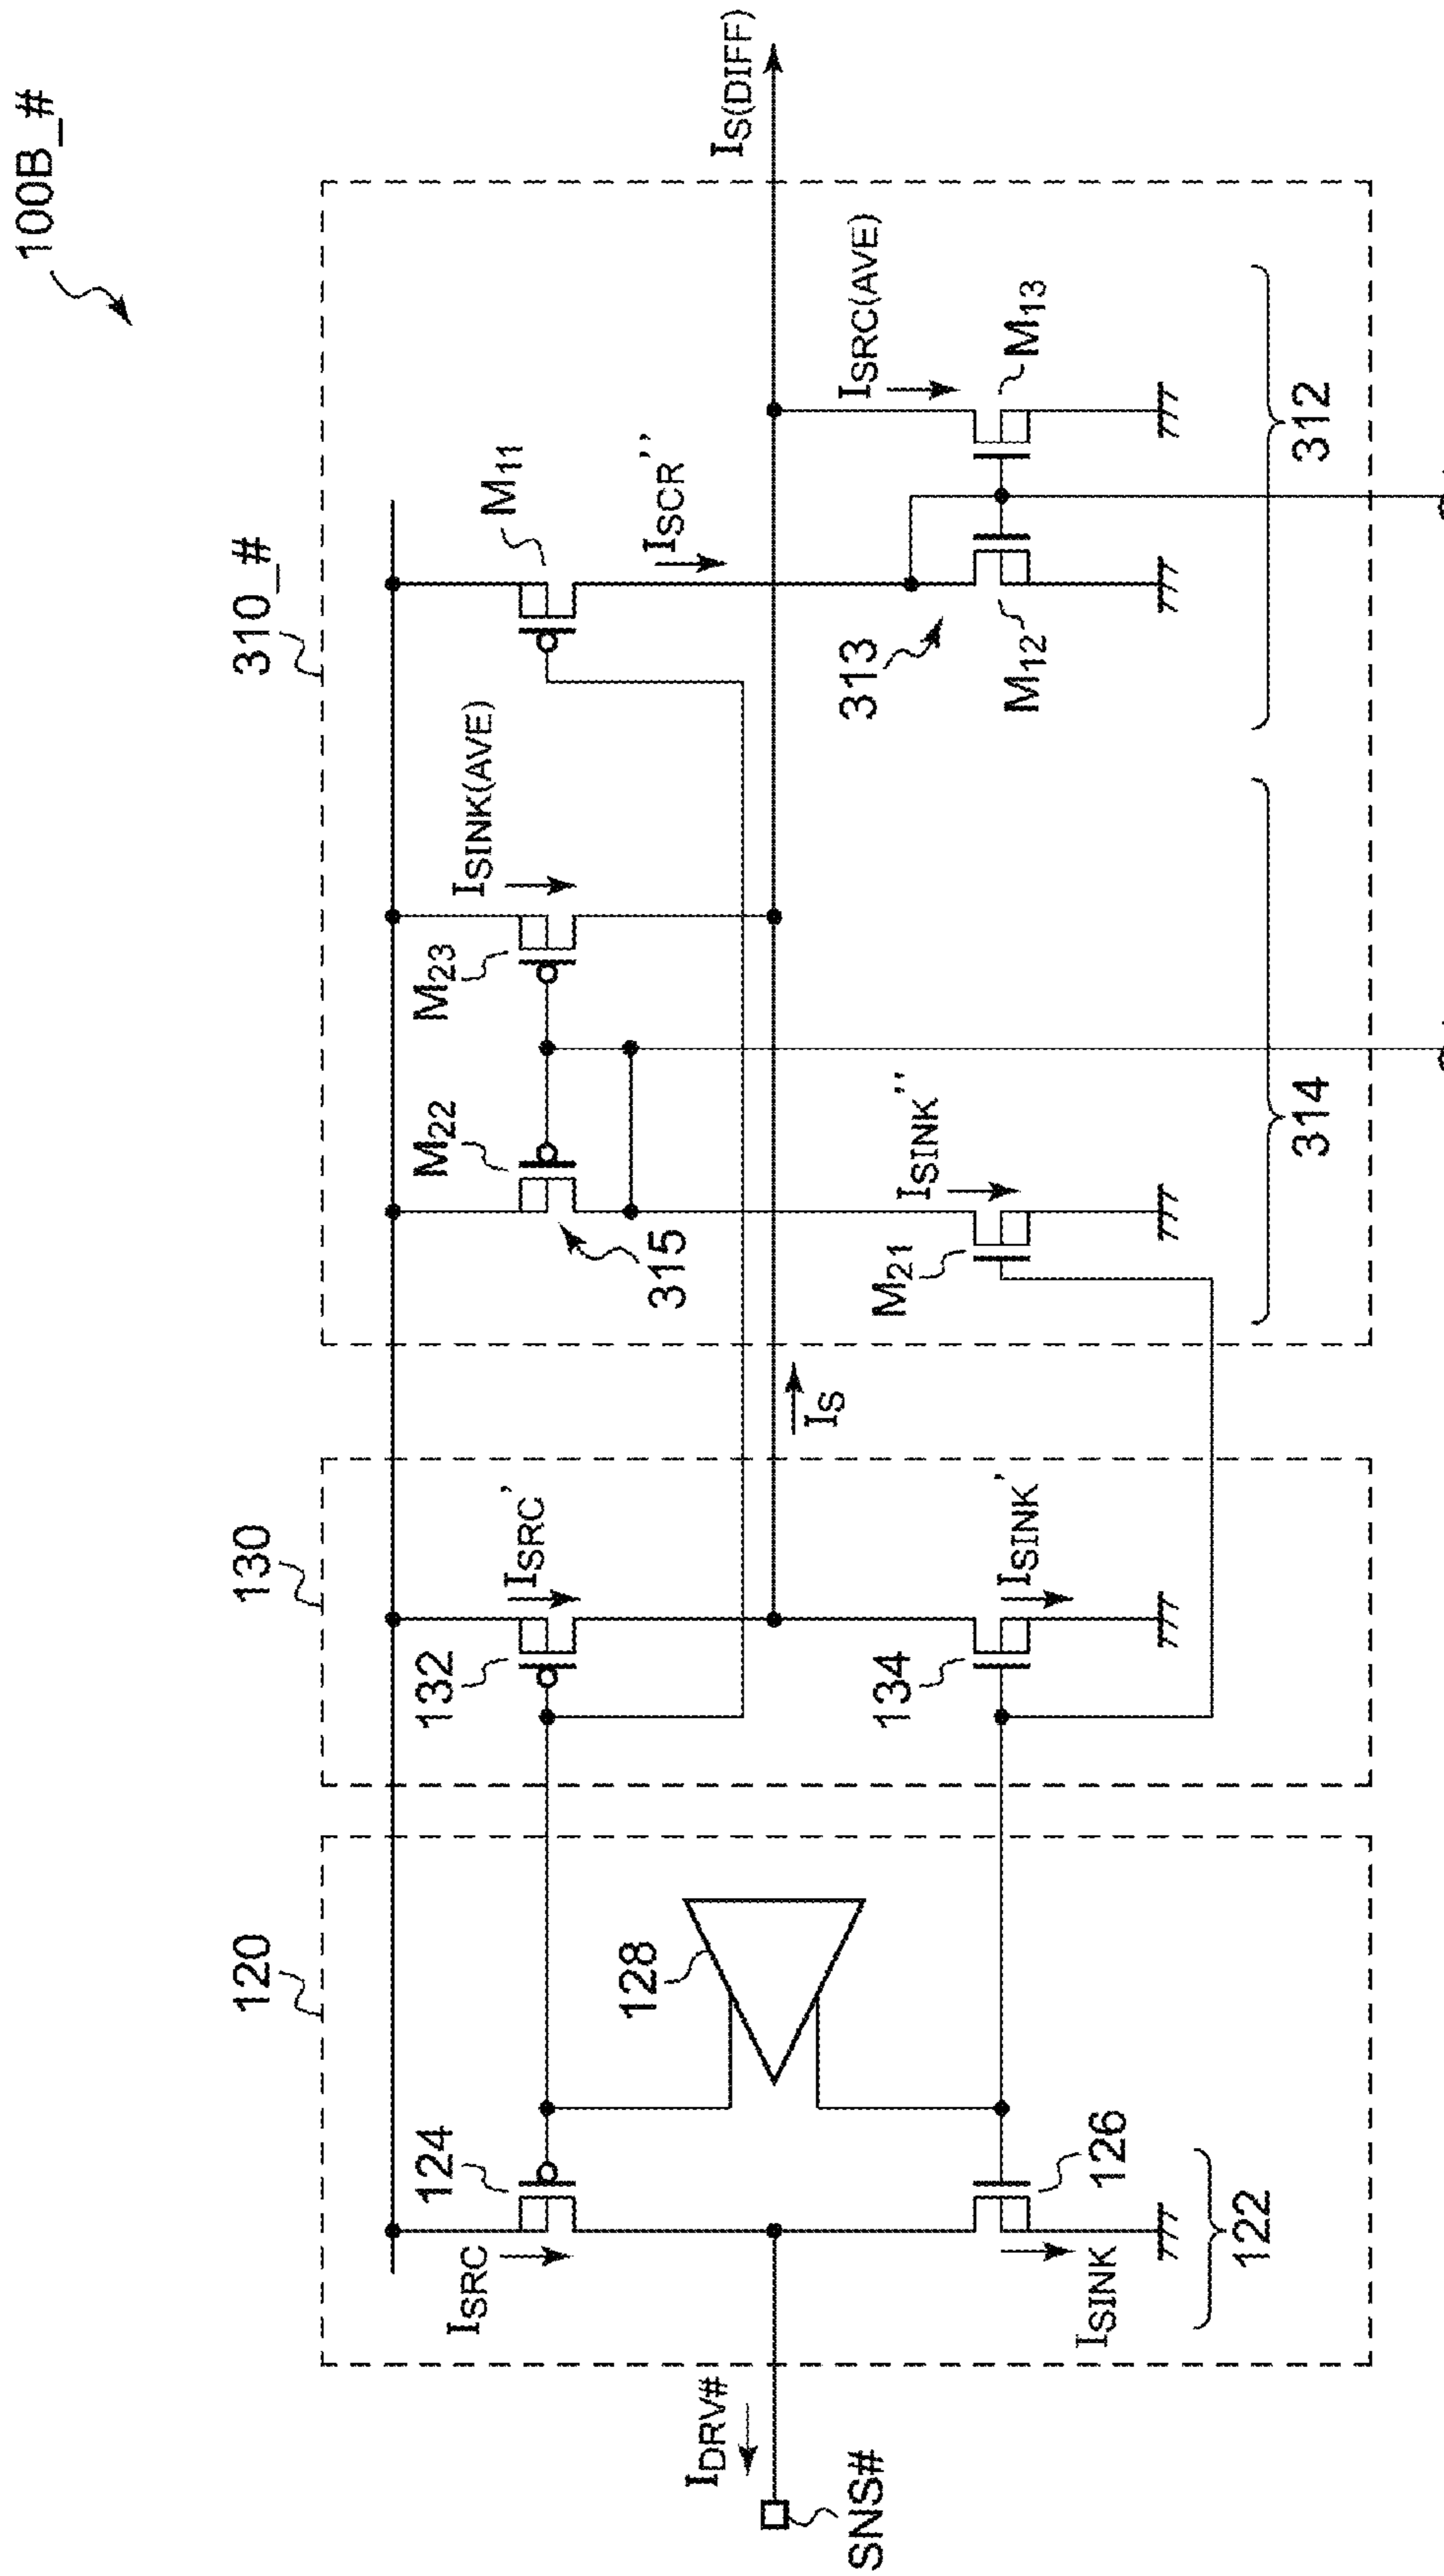 100B_#
310_#
130
120
I_SINK(AVE)
M11
M23
M22
I_SCR''
I_S(DIFF)
I_SRC(AVE)
315
I_SINK''
313
M12
M13
M21
314
312
I_S
I_SRC'
132
I_SINK'
134
128
124
I_SRC
126
I_SINK
122
I_DRV#
SNS#